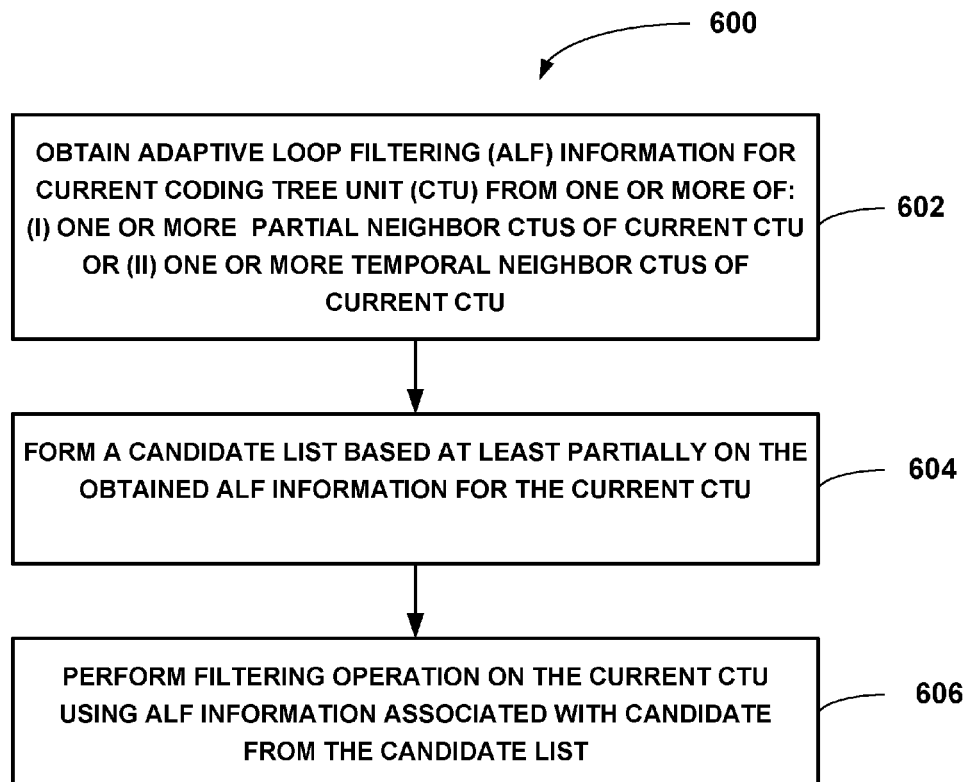 600
OBTAIN ADAPTIVE LOOP FILTERING (ALF) INFORMATION FOR
CURRENT CODING TREE UNIT (CTU) FROM ONE OR MORE OF:
(I) ONE OR MORE PARTIAL NEIGHBOR CTUS OF CURRENT CTU
OR (II) ONE OR MORE TEMPORAL NEIGHBOR CTUS OF
CURRENT CTU
602
FORM A CANDIDATE LIST BASED AT LEAST PARTIALLY ON THE
OBTAINED ALF INFORMATION FOR THE CURRENT CTU
604
PERFORM FILTERING OPERATION ON THE CURRENT CTU
USING ALF INFORMATION ASSOCIATED WITH CANDIDATE
FROM THE CANDIDATE LIST
606